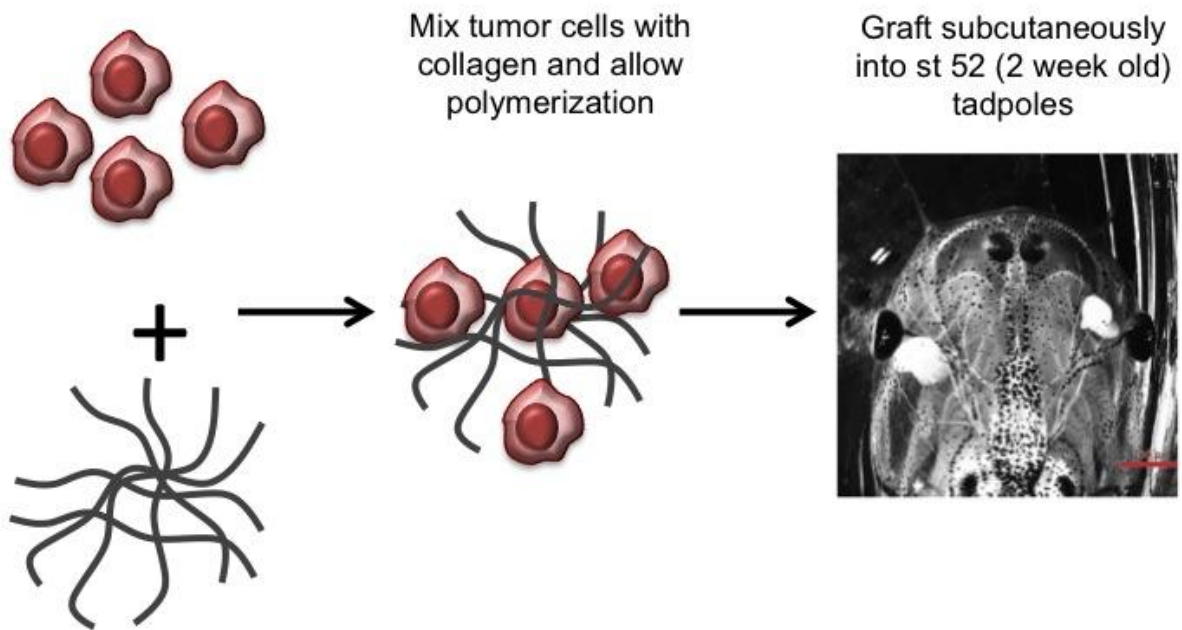 Mix tumor cells with
collagen and allow
polymerization
Graft subcutaneously
into st 52 (2 week old)
tadpoles
+